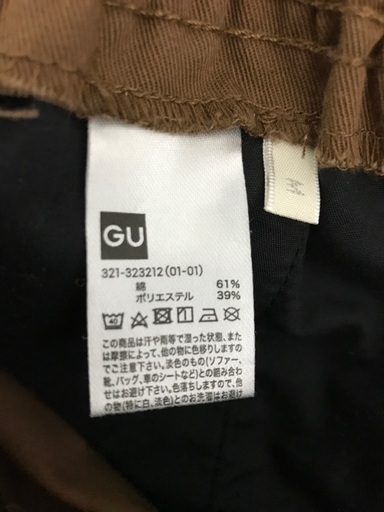 GU
M
321-323212 (01-01)
綿 61%
ポリエステル 39%
40
この商品は汗や雨等で湿った状態、また
は摩擦によって、他の物に色移りしますので
ご注意下さい。淡色のもの(ソファー、
靴、バッグ、車のシートなど)との組み合わ
せはお避け下さい。色落ちしますので、他
の物(特に白、淡色)とのお洗濯はお避け